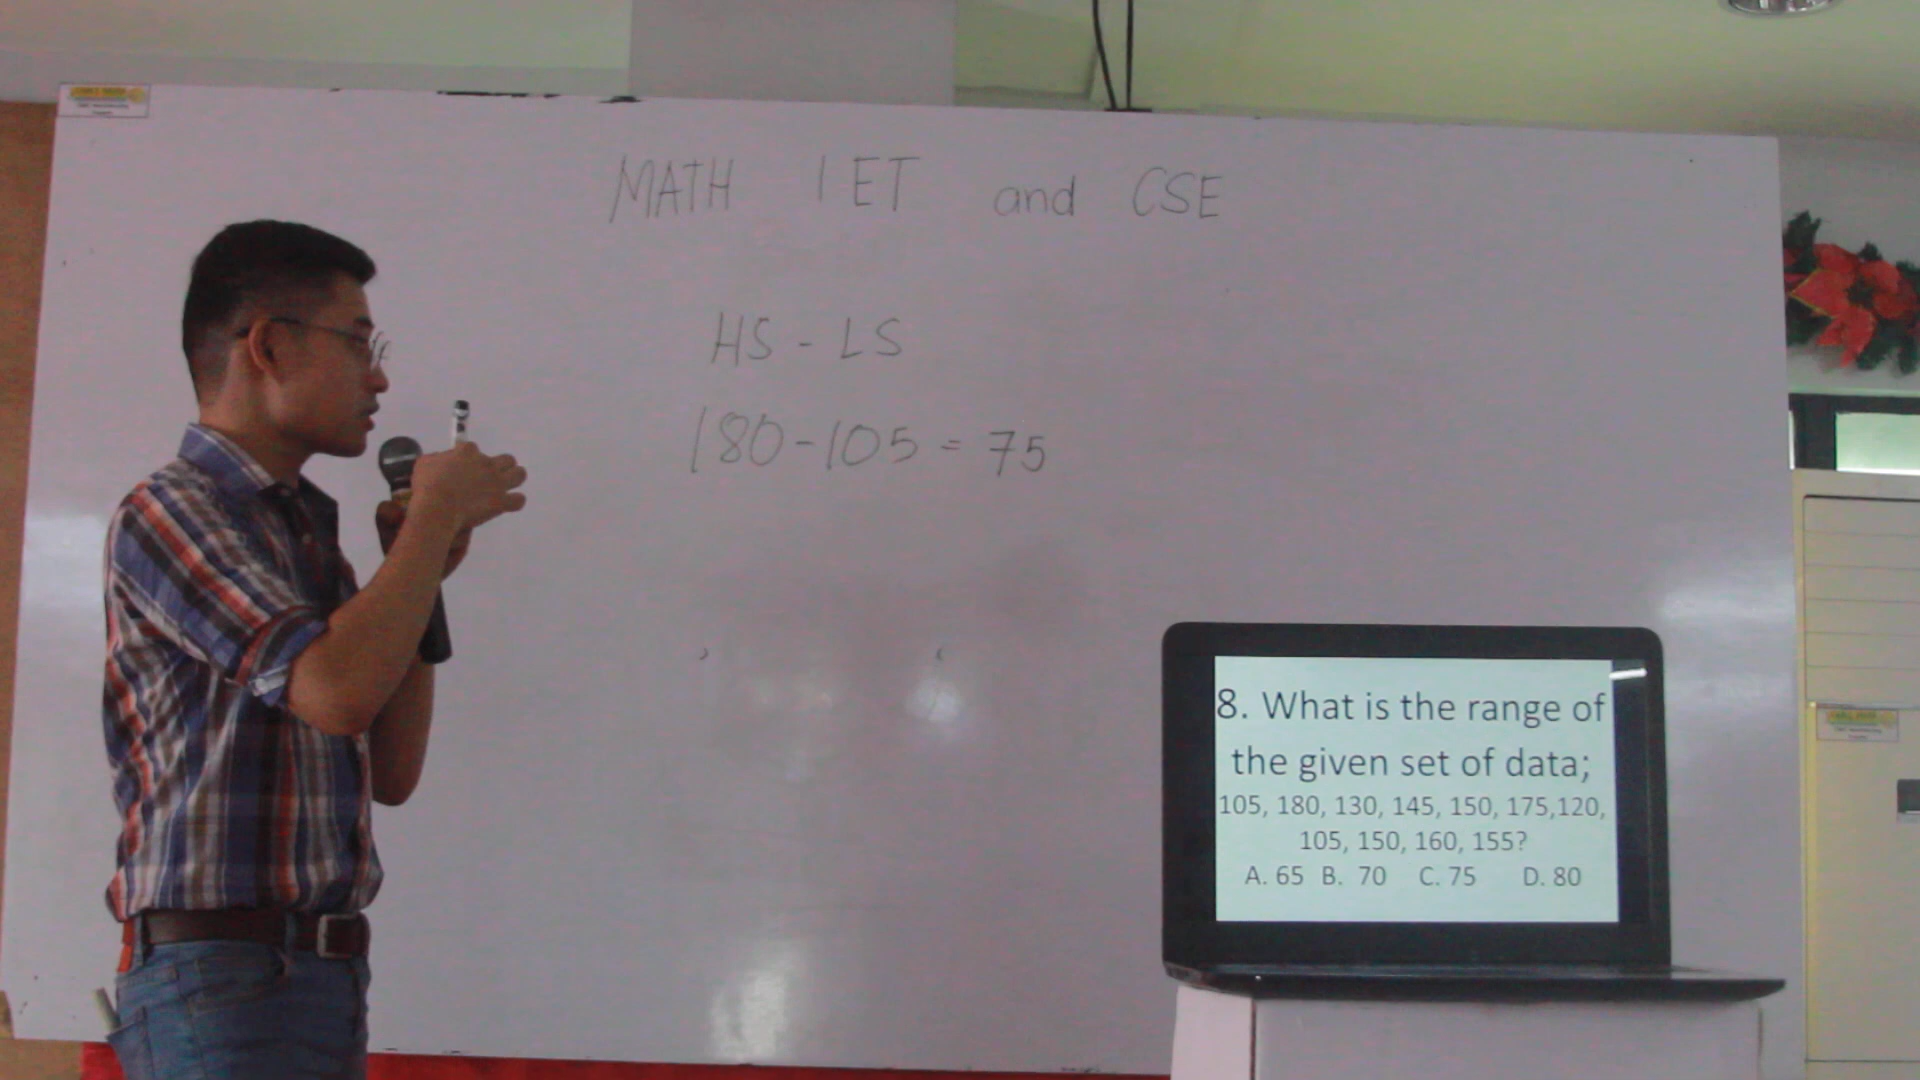 MATH LET and CSE
HS - LS
180-105 = 75
8. What is the range of
the given set of data;
105, 180, 130, 145, 150, 175,120,
105, 150, 160, 155?
A. 65 B. 70 C. 75 D. 80